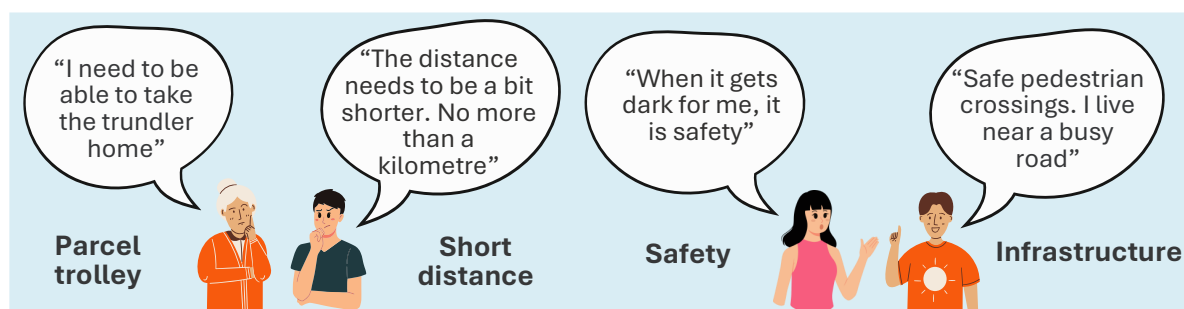 “I need to be
able to take
the trundler
home”
Parcel
trolley
“The distance
needs to be a bit
shorter. No more
than a
kilometre”
Short
distance
“When it gets
dark for me, it
is safety”
Safety
“Safe pedestrian
crossings. I live
near a busy
road”
Infrastructure